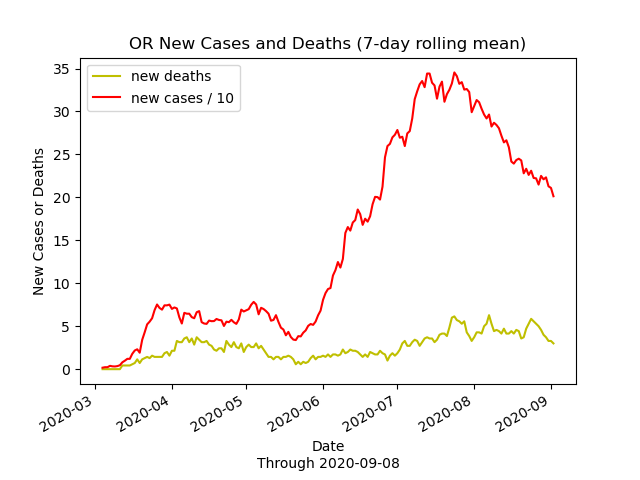 OR New Cases and Deaths (7-day rolling mean)
new deaths
new cases / 10
35
30
25
20
15
10
5
0
New Cases or Deaths
2020-03
2020-04
2020-05
2020-06
2020-07
2020-08
2020-09
Date
Through 2020-09-08